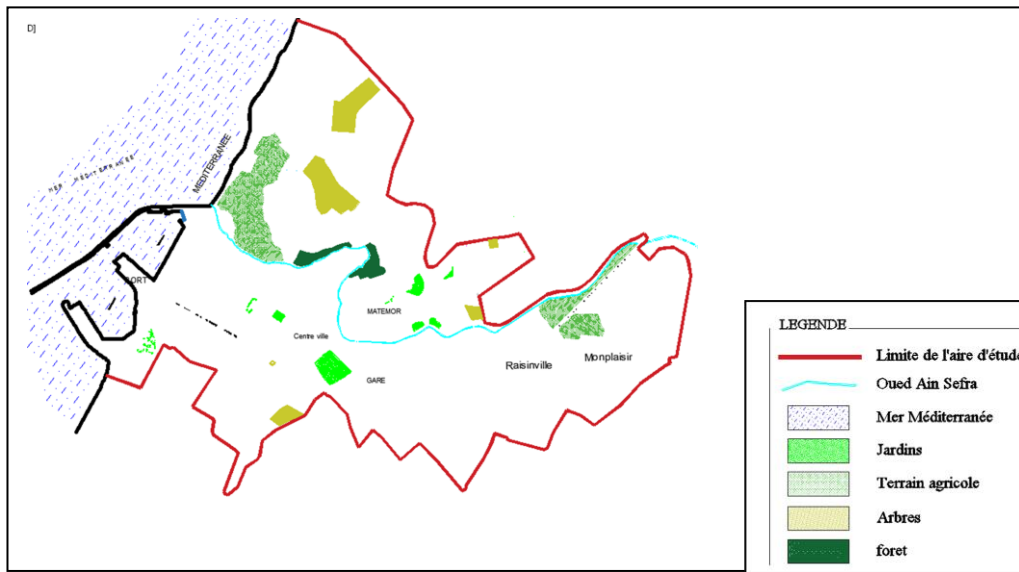 D]
MER MEDITERRANEE
MEDITERRANEE
PORT
MATEMOR
Centre ville
GARE
Raisinville
Monplaisir
LEGENDE
Limite de l'aire d'étude
Oued Ain Sefra
Mer Méditerranée
Jardins
Terrain agricole
Arbres
foret